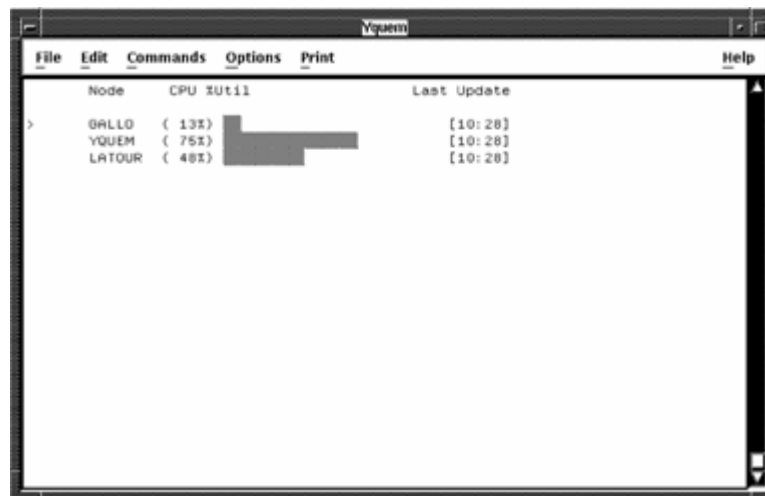 Yquem
File Edit Commands Options Print Help
Node CPU %Util Last Update
> GALLO ( 13%) [10:28]
YQUEM ( 75%) [10:28]
LATOUR ( 48%) [10:28]